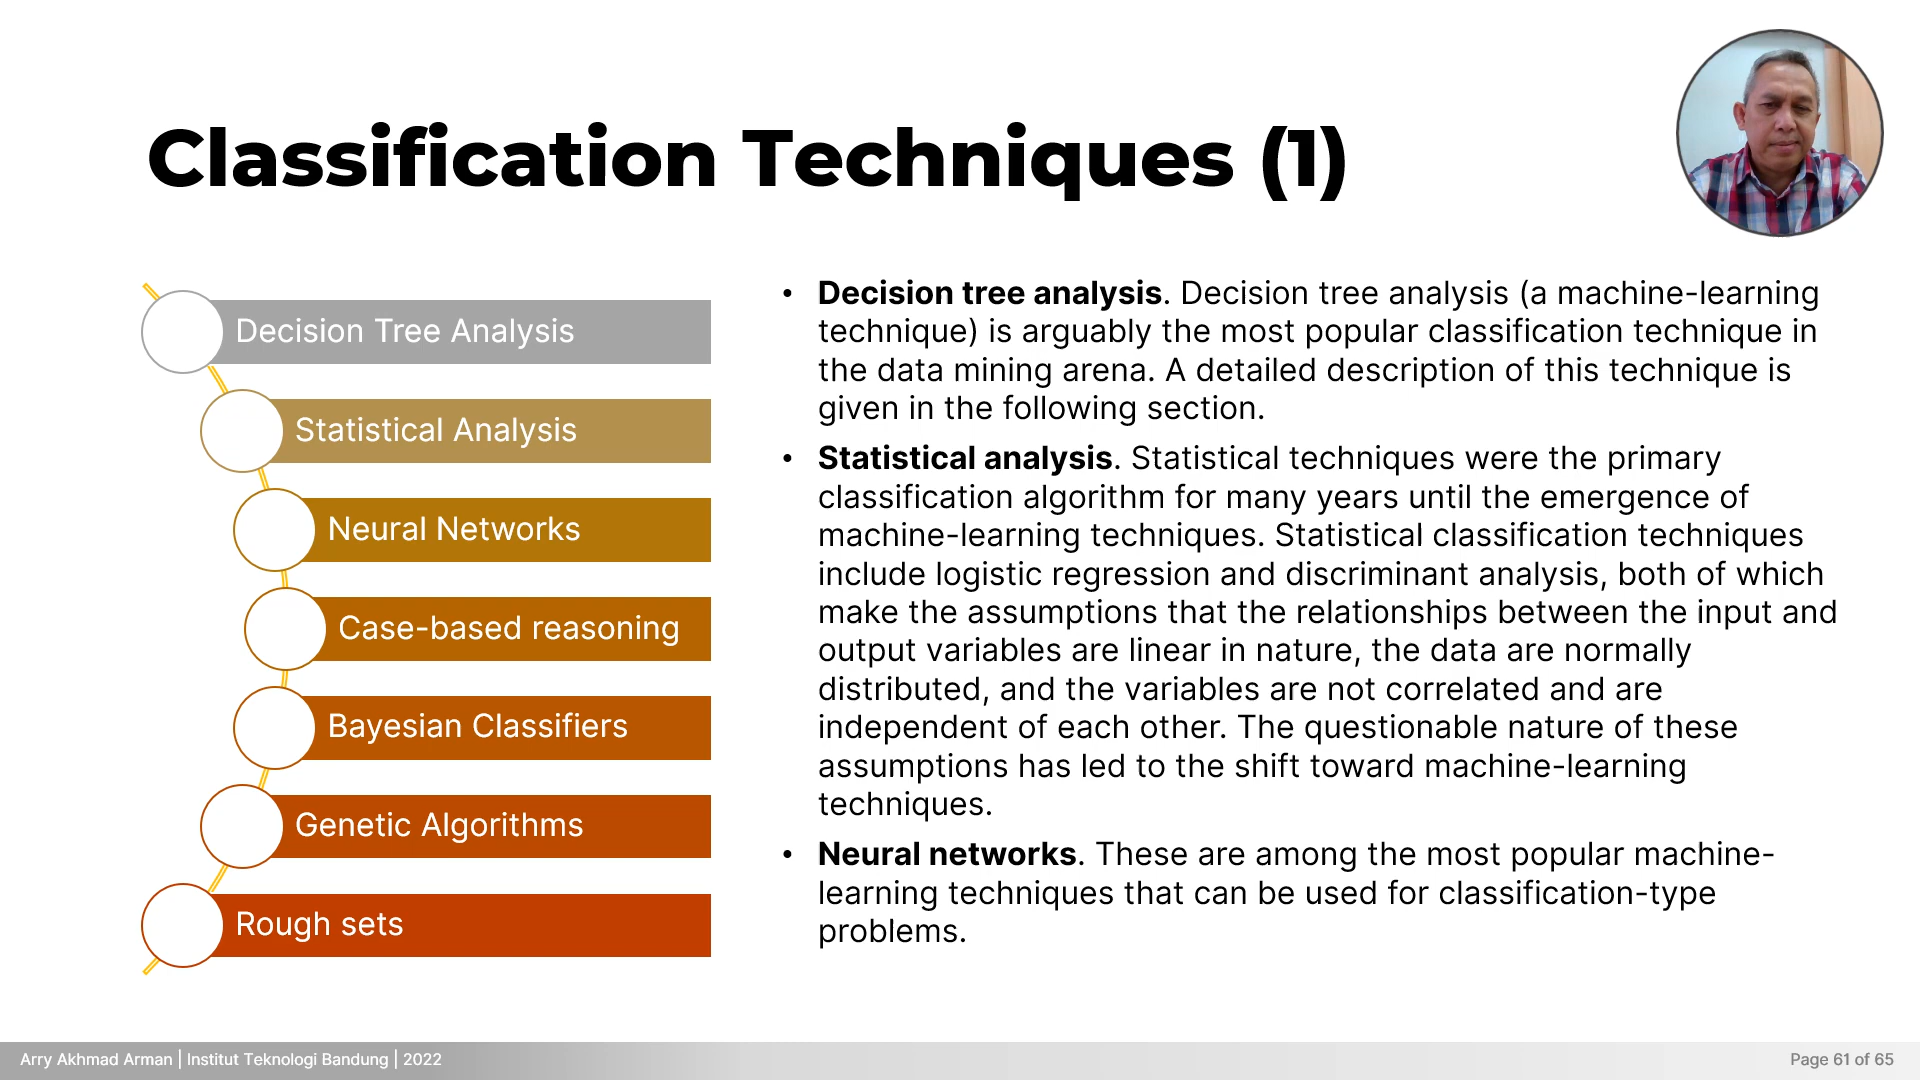 Classification Techniques (1)
Decision Tree Analysis
Statistical Analysis
Neural Networks
Case-based reasoning
Bayesian Classifiers
Genetic Algorithms
Rough sets
• Decision tree analysis. Decision tree analysis (a machine-learning
technique) is arguably the most popular classification technique in
the data mining arena. A detailed description of this technique is
given in the following section.
• Statistical analysis. Statistical techniques were the primary
classification algorithm for many years until the emergence of
machine-learning techniques. Statistical classification techniques
include logistic regression and discriminant analysis, both of which
make the assumptions that the relationships between the input and
output variables are linear in nature, the data are normally
distributed, and the variables are not correlated and are
independent of each other. The questionable nature of these
assumptions has led to the shift toward machine-learning
techniques.
• Neural networks. These are among the most popular machine-
learning techniques that can be used for classification-type
problems.
Arry Akhmad Arman | Institut Teknologi Bandung | 2022
Page 61 of 65